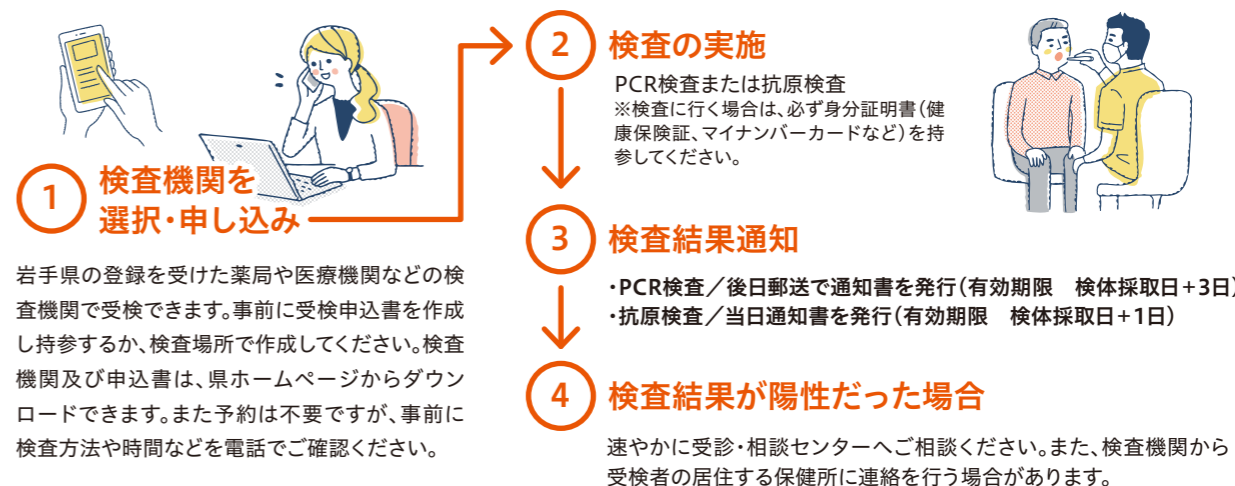 1
検査機関を
選択・申し込み
岩手県の登録を受けた薬局や医療機関などの検
査機関で受検できます。事前に受検申込書を作成
し持参するか、検査場所で作成してください。検査
機関及び申込書は、県ホームページからダウン
ロードできます。また予約は不要ですが、事前に
検査方法や時間などを電話でご確認ください。
2
検査の実施
PCR検査または抗原検査
※検査に行く場合は、必ず身分証明書（健
康保険証、マイナンバーカードなど）を持
参してください。
3
検査結果通知
・PCR検査／後日郵送で通知書を発行（有効期限　検体採取日＋3日）
・抗原検査／当日通知書を発行（有効期限　検体採取日＋1日）
4
検査結果が陽性だった場合
速やかに受診・相談センターへご相談ください。また、検査機関から
受検者の居住する保健所に連絡を行う場合があります。